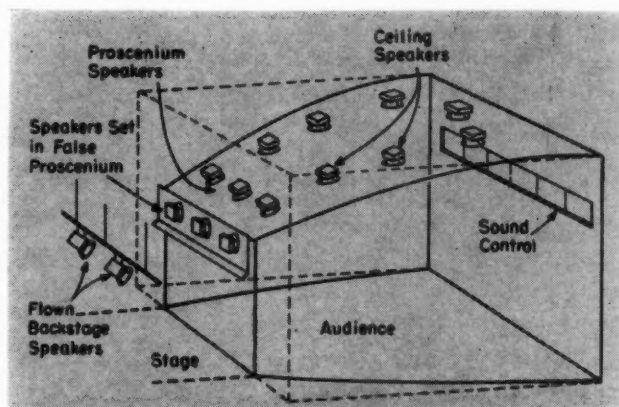 Proscenium
Speakers
Ceiling
Speakers
Speakers Set
in False
Proscenium
Sound
Control
Flown
Backstage
Speakers
Audience
Stage